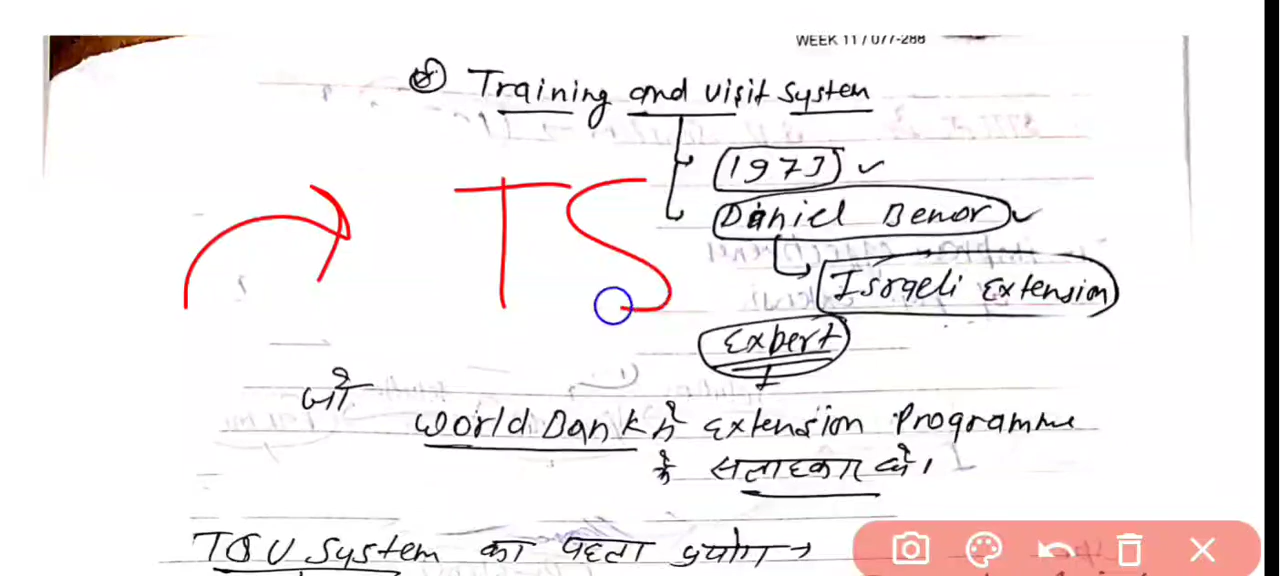 WEEK 11 / 077-288
Training and visit System
1973
Daniel Benor
Israeli Extension
Expert
TS
जो
World Bank में Extension Programme
के सलाहकार थे।
T&V System का पहला प्रयोग →